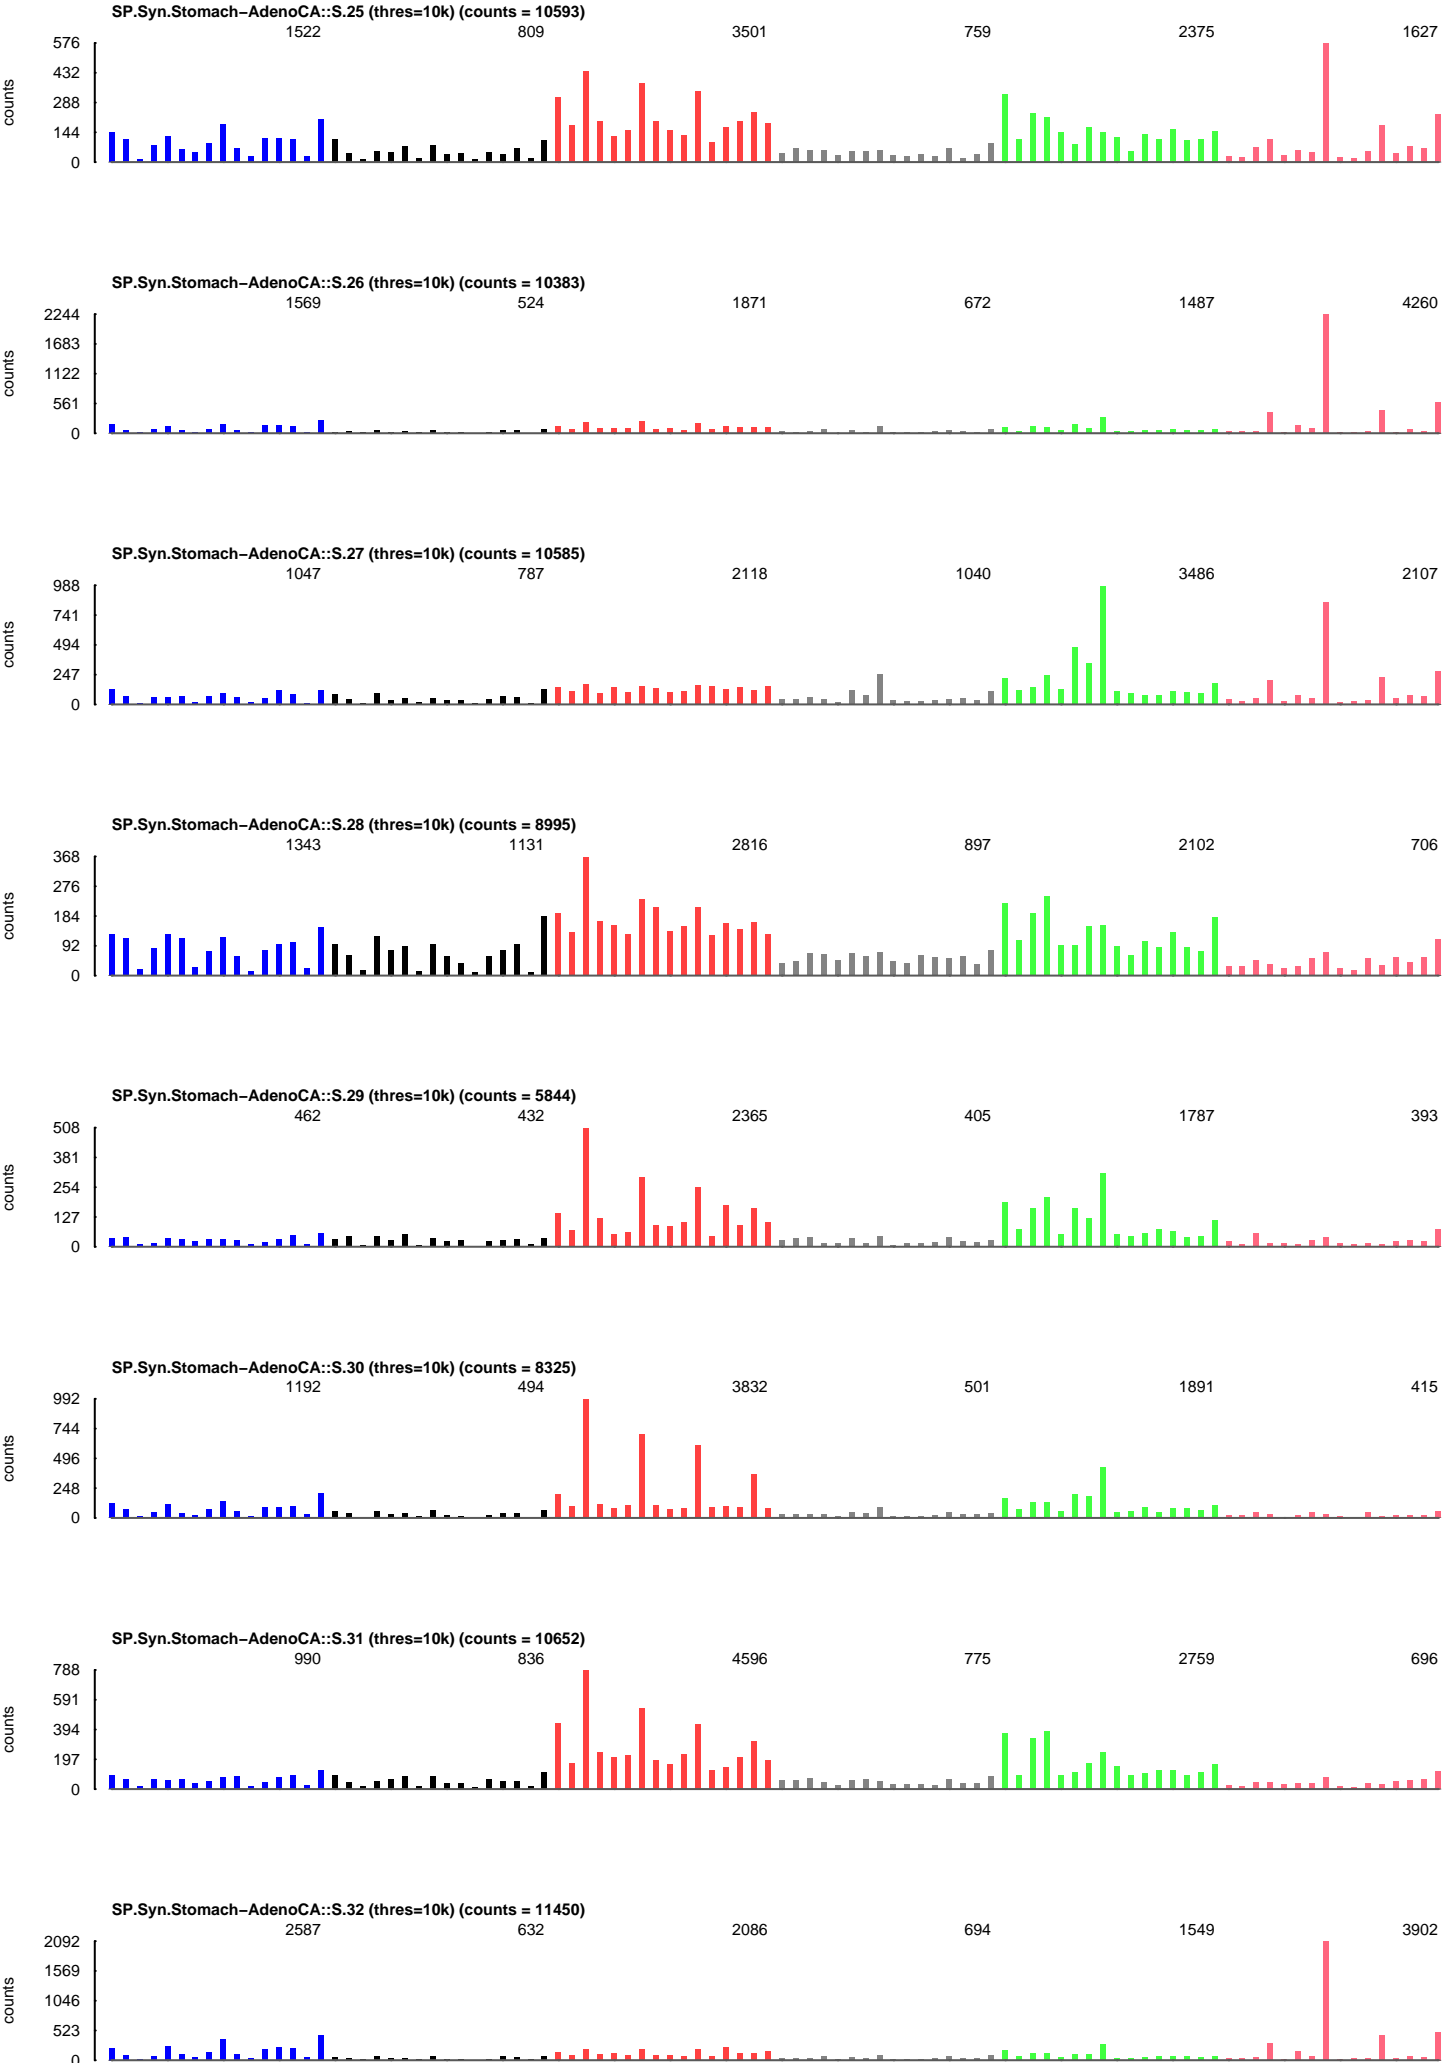 SP.Syn.Stomach−AdenoCA::S.25 (thres=10k) (counts = 10593)
1522 809 3501 759 2375 1627
576
432
288
144
0
counts
SP.Syn.Stomach−AdenoCA::S.26 (thres=10k) (counts = 10383)
1569 524 1871 672 1487 4260
2244
1683
1122
561
0
counts
SP.Syn.Stomach−AdenoCA::S.27 (thres=10k) (counts = 10585)
1047 787 2118 1040 3486 2107
988
741
494
247
0
counts
SP.Syn.Stomach−AdenoCA::S.28 (thres=10k) (counts = 8995)
1343 1131 2816 897 2102 706
368
276
184
92
0
counts
SP.Syn.Stomach−AdenoCA::S.29 (thres=10k) (counts = 5844)
462 432 2365 405 1787 393
508
381
254
127
0
counts
SP.Syn.Stomach−AdenoCA::S.30 (thres=10k) (counts = 8325)
1192 494 3832 501 1891 415
992
744
496
248
0
counts
SP.Syn.Stomach−AdenoCA::S.31 (thres=10k) (counts = 10652)
990 836 4596 775 2759 696
788
591
394
197
0
counts
SP.Syn.Stomach−AdenoCA::S.32 (thres=10k) (counts = 11450)
2587 632 2086 694 1549 3902
2092
1569
1046
523
0
counts